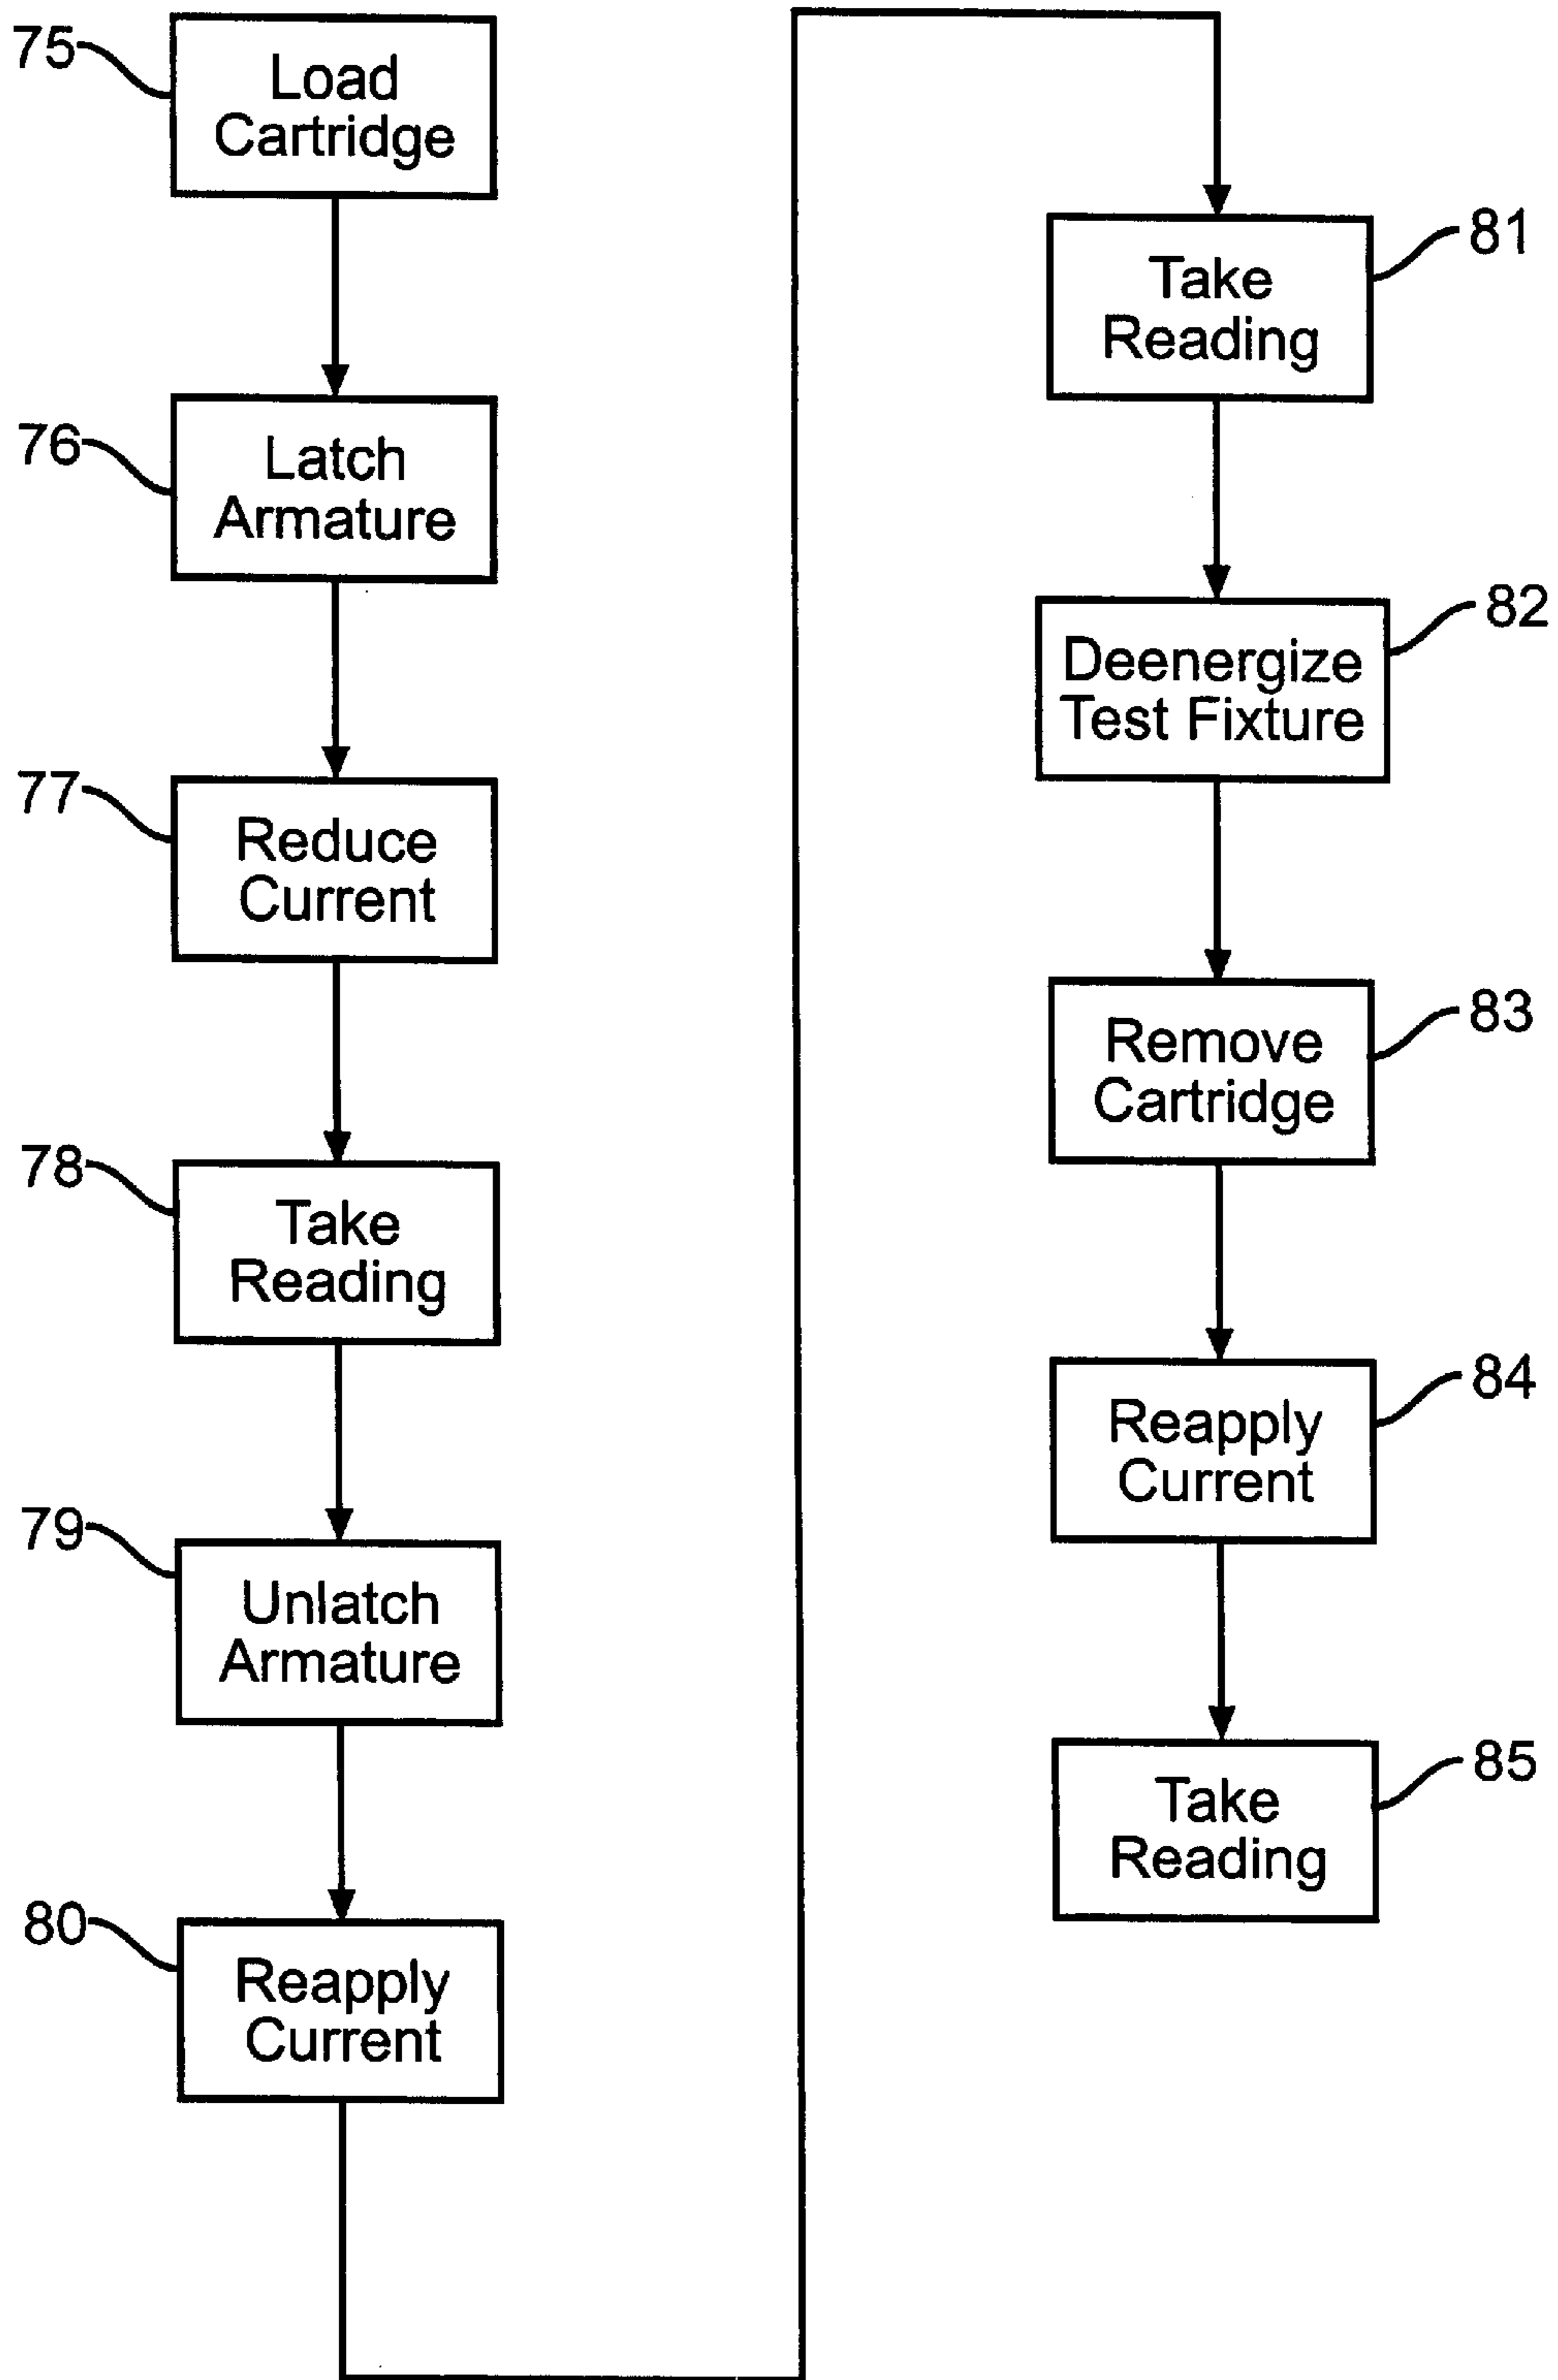 75
Load
Cartridge
76
Latch
Armature
77
Reduce
Current
78
Take
Reading
79
Unlatch
Armature
80
Reapply
Current
81
Take
Reading
82
Deenergize
Test Fixture
83
Remove
Cartridge
84
Reapply
Current
85
Take
Reading